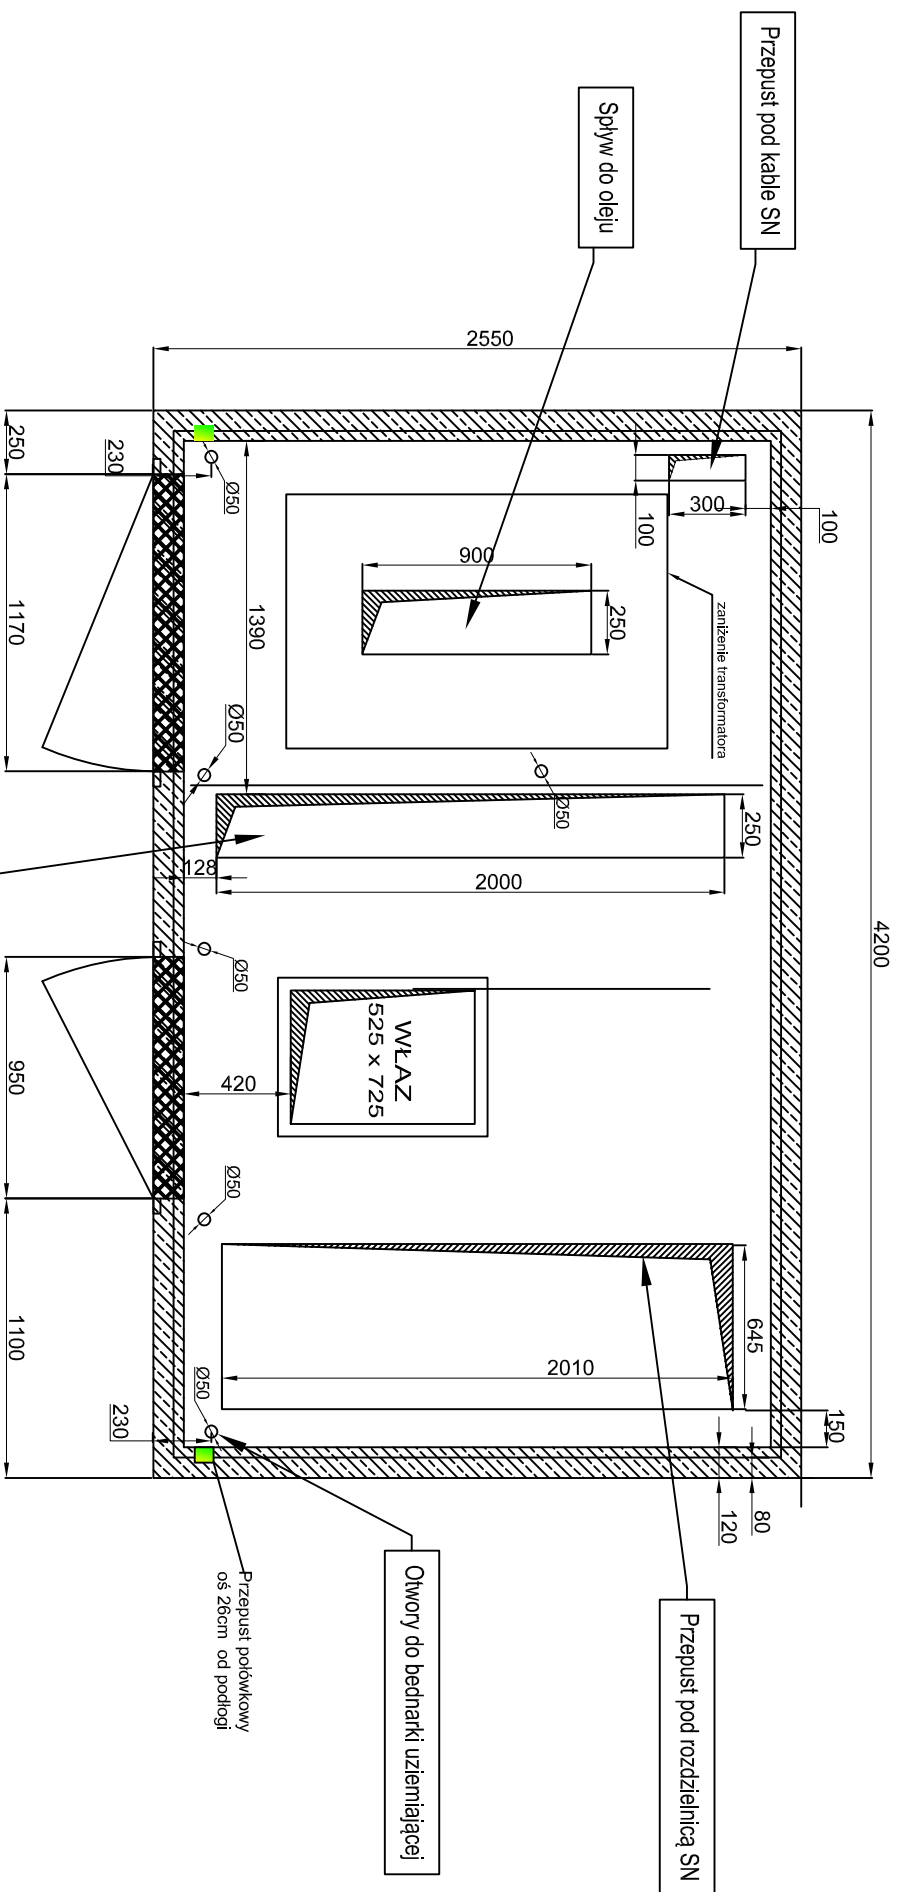 Przepust pod kable SN
Spływ do oleju
2550
4200
100
300
100
zaniżenie transformatora
900
250
1390
230
Ø50
250
1170
Ø50
Ø50
250
2000
128
Ø50
WŁAZ
525 x 725
420
950
Ø50
645
2010
150
1100
230
Ø50
80
120
Przepust pod rozdzielnicą SN
Otwory do bednarki uziemiającej
Przepust połówkowy
oś 26cm od podłogi